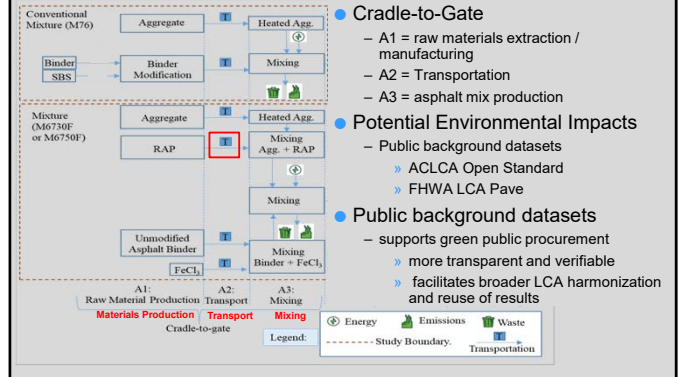 Conventional
Mixture (M76)
Aggregate
T
Heated Agg.
Binder
SBS
Binder
Modification
T
Mixing
Mixture
(M6730F
or M6750F)
Aggregate
T
Heated Agg.
RAP
T
Mixing
Agg. + RAP
Mixing
Unmodified
Asphalt Binder
T
Mixing
Binder + FeCl3
FeCl3
T
A1:
Raw Material Production
A2:
Transport
A3:
Mixing
Materials Production
Transport
Mixing
Cradle-to-gate
Legend:
Energy
Emissions
Waste
Study Boundary.
T
Transportation
● Cradle-to-Gate
– A1 = raw materials extraction /
manufacturing
– A2 = Transportation
– A3 = asphalt mix production
● Potential Environmental Impacts
– Public background datasets
» ACLCA Open Standard
» FHWA LCA Pave
● Public background datasets
– supports green public procurement
» more transparent and verifiable
» facilitates broader LCA harmonization
and reuse of results